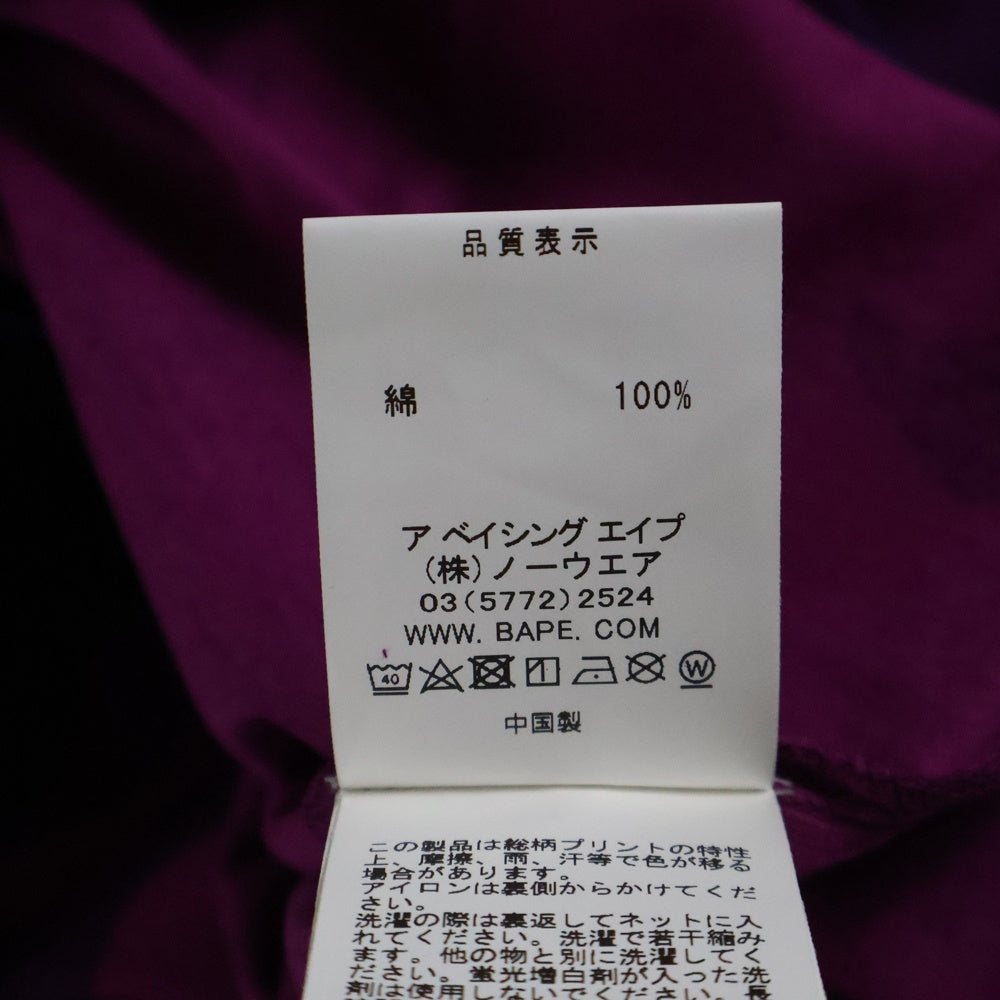 品質表示
綿 100%
ア ベイシング エイプ
(株)ノーウエア
03(5772)2524
WWW. BAPE. COM
40 W
中国製
この製品は総柄プリントの特性
上、摩擦、雨、汗等で色が移る
場合があります。
アイロンは裏側からかけてくだ
さい。
洗濯の際は裏返してネットに入
れてください。洗濯で若干縮み
ます。他の物と別に洗濯してく
ださい。蛍光増白剤が入った洗
剤は使用しないでください。長